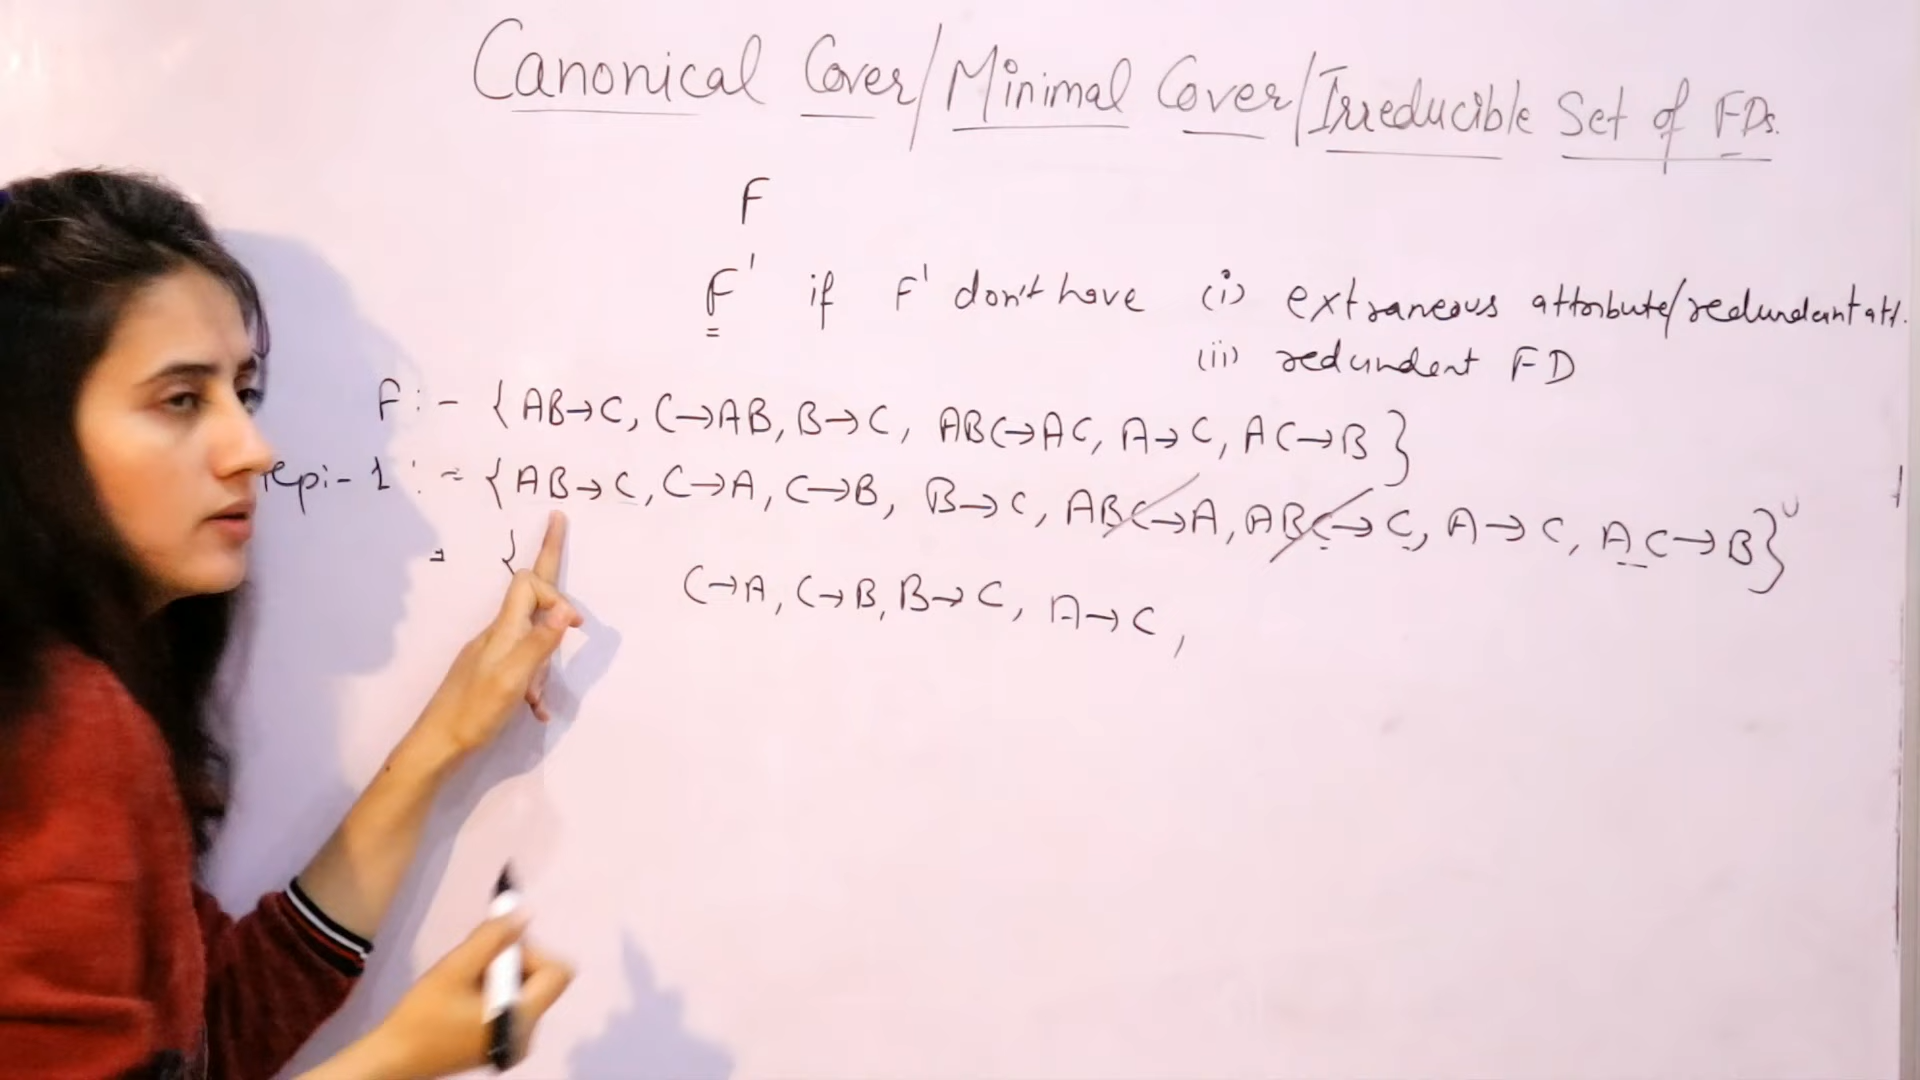 Canonical Cover/Minimal Cover/Irreducible Set of FDs.
F
F' if F' don't have (i) extraneous attribute/redundant att.
(ii) redundent FD
F:- {AB→C, C→AB, B→C, ABC→AC, A→C, AC→B}
tepi-1:= {AB→C, C→A, C→B, B→C, ABC→A, ABC→C, A→C, AC→B}
= {
C→A, C→B, B→C, A→C,